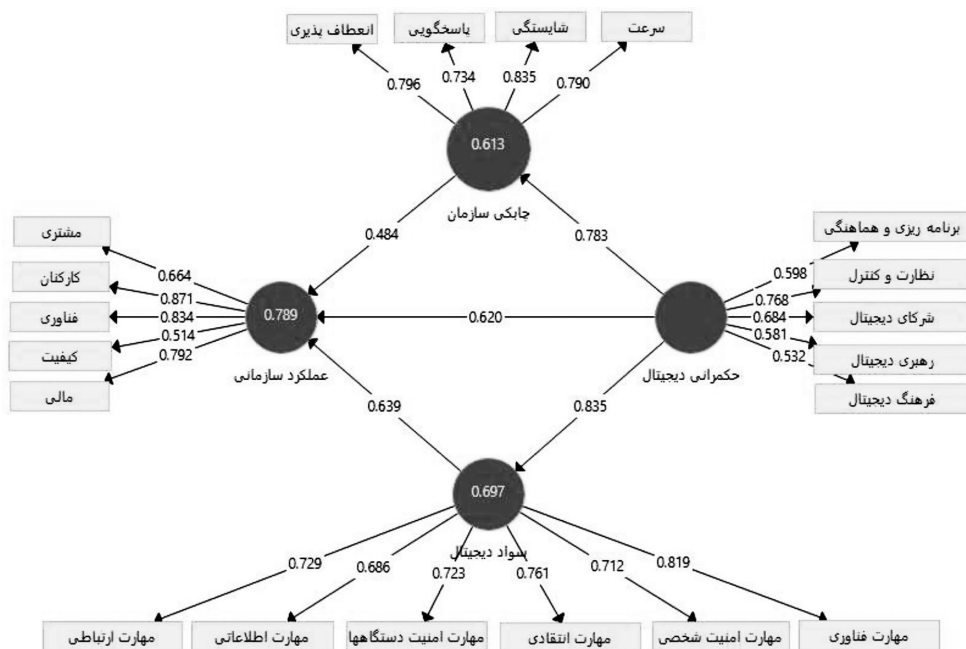 سرعت
شایستگی
پاسخگویی
انعطاف پذیری
0.790
0.835
0.734
0.796
0.613
چابکی سازمان
0.783
0.484
برنامه ریزی و هماهنگی
نظارت و کنترل
شرکای دیجیتال
رهبری دیجیتال
فرهنگ دیجیتال
0.598
0.768
0.684
0.581
0.532
حکمرانی دیجیتال
0.620
مشتری
کارکنان
فناوری
کیفیت
مالی
0.664
0.871
0.834
0.514
0.792
0.789
عملکرد سازمانی
0.835
0.639
0.697
سواد دیجیتال
0.819
0.712
0.761
0.723
0.686
0.729
مهارت فناوری
مهارت امنیت شخصی
مهارت انتقادی
مهارت امنیت دستگاهها
مهارت اطلاعاتی
مهارت ارتباطی